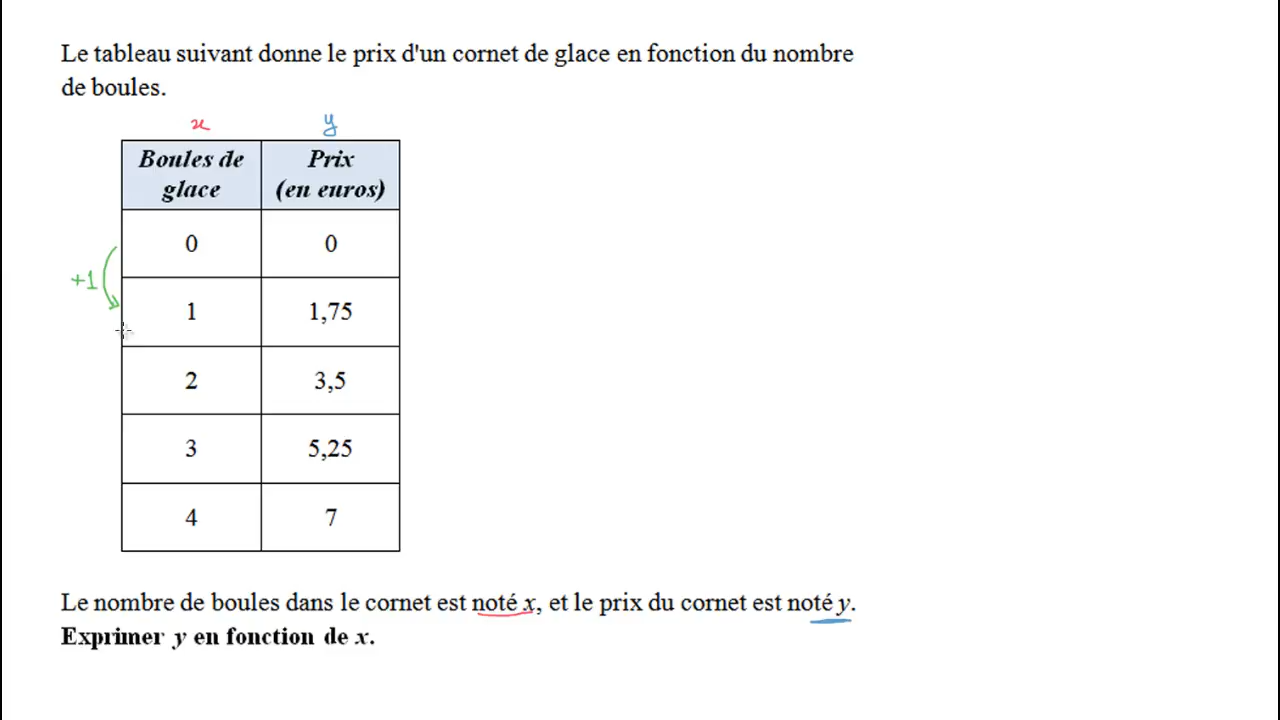 Le tableau suivant donne le prix d'un cornet de glace en fonction du nombre
de boules.
x y
Boules de glace Prix (en euros)
0 0
+1
1 1,75
2 3,5
3 5,25
4 7
Le nombre de boules dans le cornet est noté x, et le prix du cornet est noté y.
Exprimer y en fonction de x.